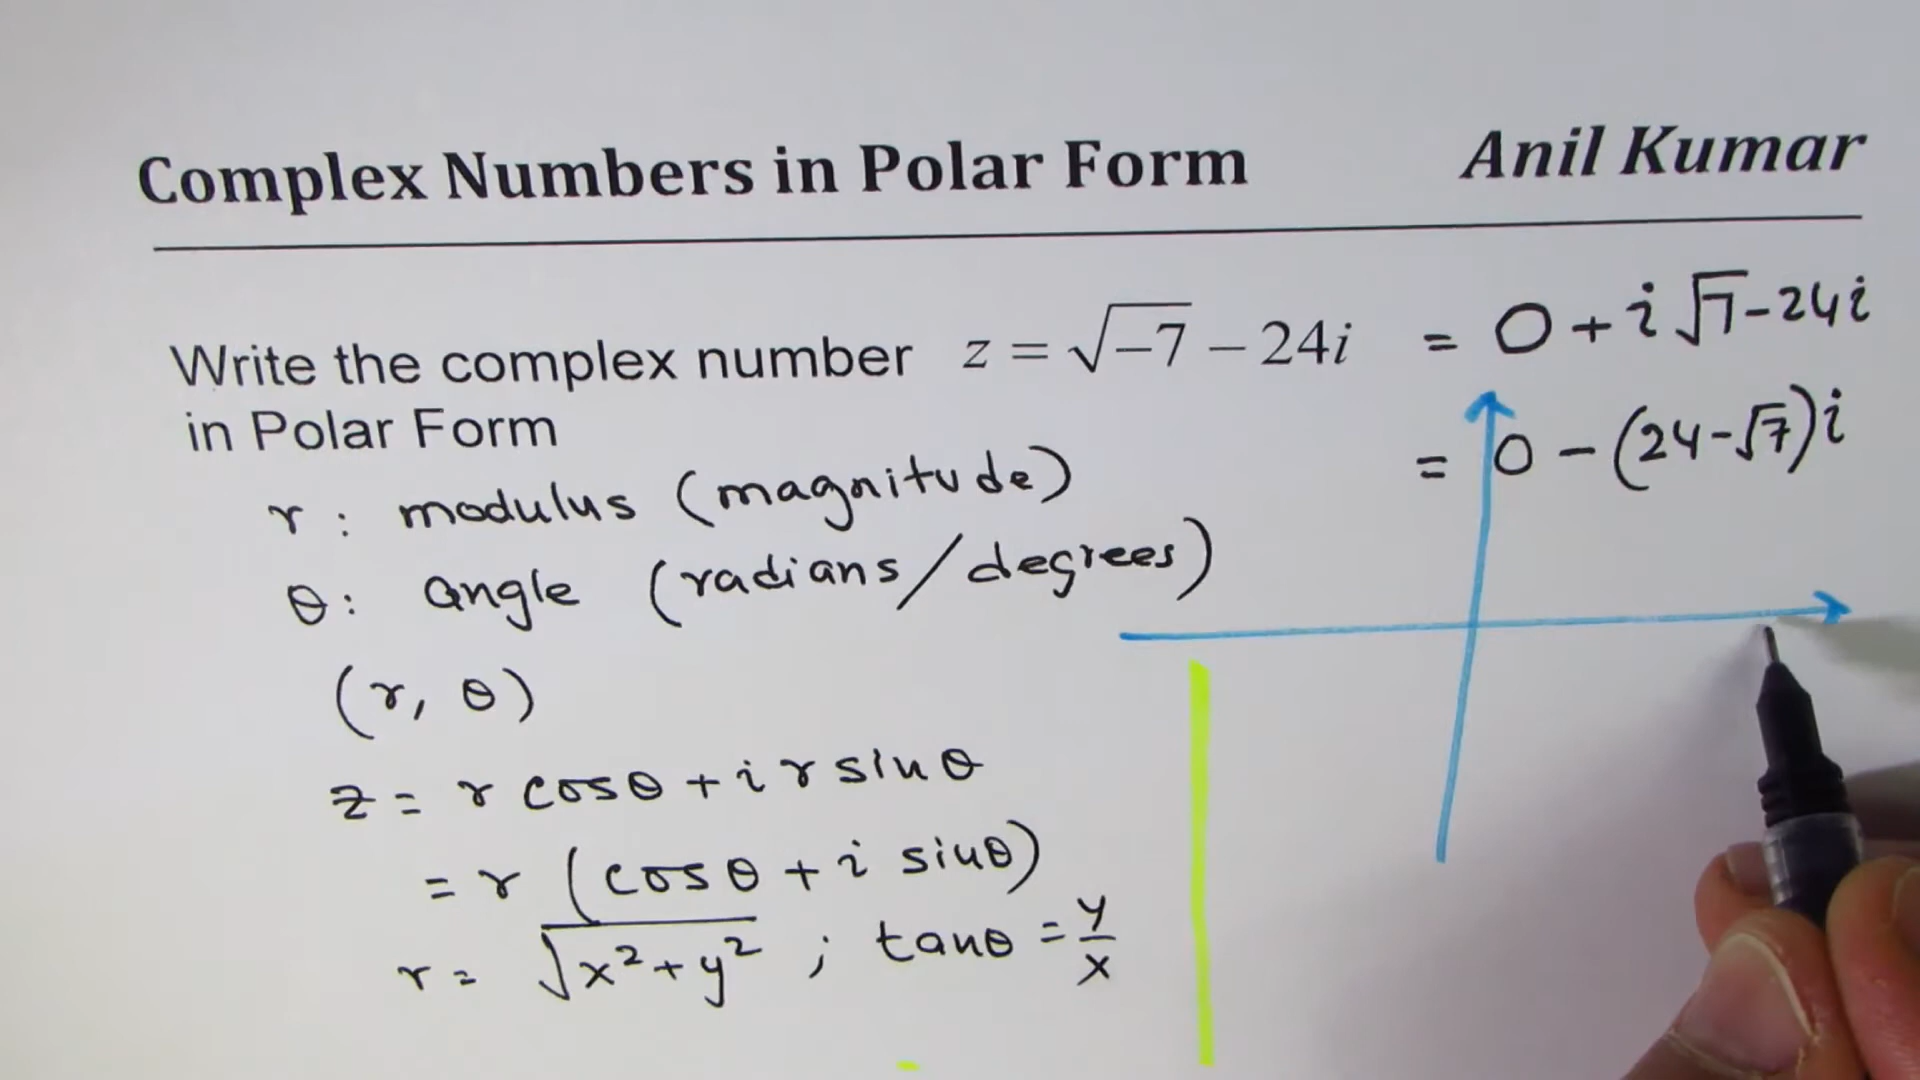 Complex Numbers in Polar Form Anil Kumar
Write the complex number z = √-7 − 24i = 0 + i√7 - 24i
in Polar Form = 0 - (24-√7)i
r : modulus (magnitude)
θ : angle (radians/degrees)
(r, θ)
z = r cosθ + i r sinθ
= r (cosθ + i sinθ)
r = √x²+y² ; tanθ = y/x